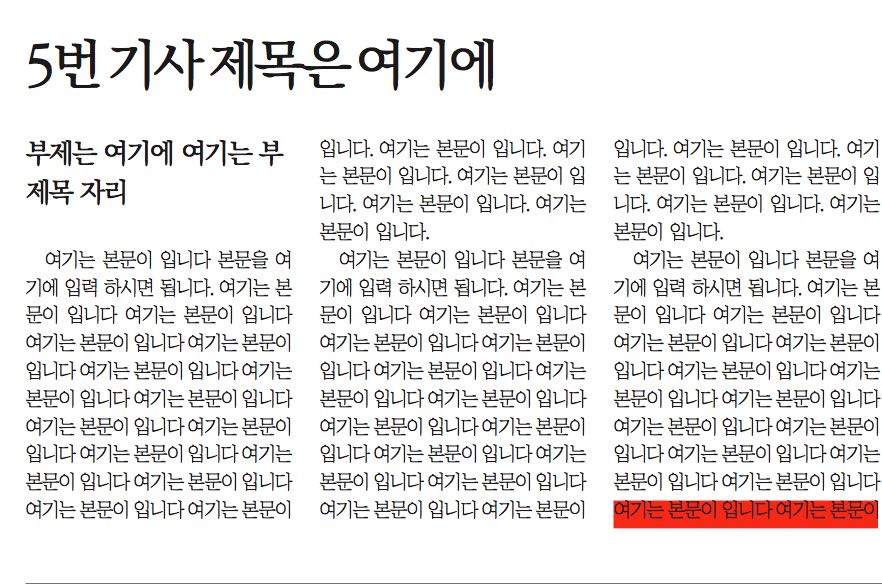 5번 기사 제목은 여기에
부제는 여기에 여기는 부
제목 자리
여기는 본문이 입니다 본문을 여
기에 입력 하시면 됩니다. 여기는 본
문이 입니다 여기는 본문이 입니다
여기는 본문이 입니다 여기는 본문이
입니다 여기는 본문이 입니다 여기는
본문이 입니다 여기는 본문이 입니다
여기는 본문이 입니다 여기는 본문이
입니다 여기는 본문이 입니다 여기는
본문이 입니다 여기는 본문이 입니다
여기는 본문이 입니다 여기는 본문이
입니다. 여기는 본문이 입니다. 여기
는 본문이 입니다. 여기는 본문이 입
니다. 여기는 본문이 입니다. 여기는
본문이 입니다.
여기는 본문이 입니다 본문을 여
기에 입력 하시면 됩니다. 여기는 본
문이 입니다 여기는 본문이 입니다
여기는 본문이 입니다 여기는 본문이
입니다 여기는 본문이 입니다 여기는
본문이 입니다 여기는 본문이 입니다
여기는 본문이 입니다 여기는 본문이
입니다 여기는 본문이 입니다 여기는
본문이 입니다 여기는 본문이 입니다
여기는 본문이 입니다 여기는 본문이
입니다. 여기는 본문이 입니다. 여기
는 본문이 입니다. 여기는 본문이 입
니다. 여기는 본문이 입니다. 여기는
본문이 입니다.
여기는 본문이 입니다 본문을 여
기에 입력 하시면 됩니다. 여기는 본
문이 입니다 여기는 본문이 입니다
여기는 본문이 입니다 여기는 본문이
입니다 여기는 본문이 입니다 여기는
본문이 입니다 여기는 본문이 입니다
여기는 본문이 입니다 여기는 본문이
입니다 여기는 본문이 입니다 여기는
본문이 입니다 여기는 본문이 입니다
여기는 본문이 입니다 여기는 본문이